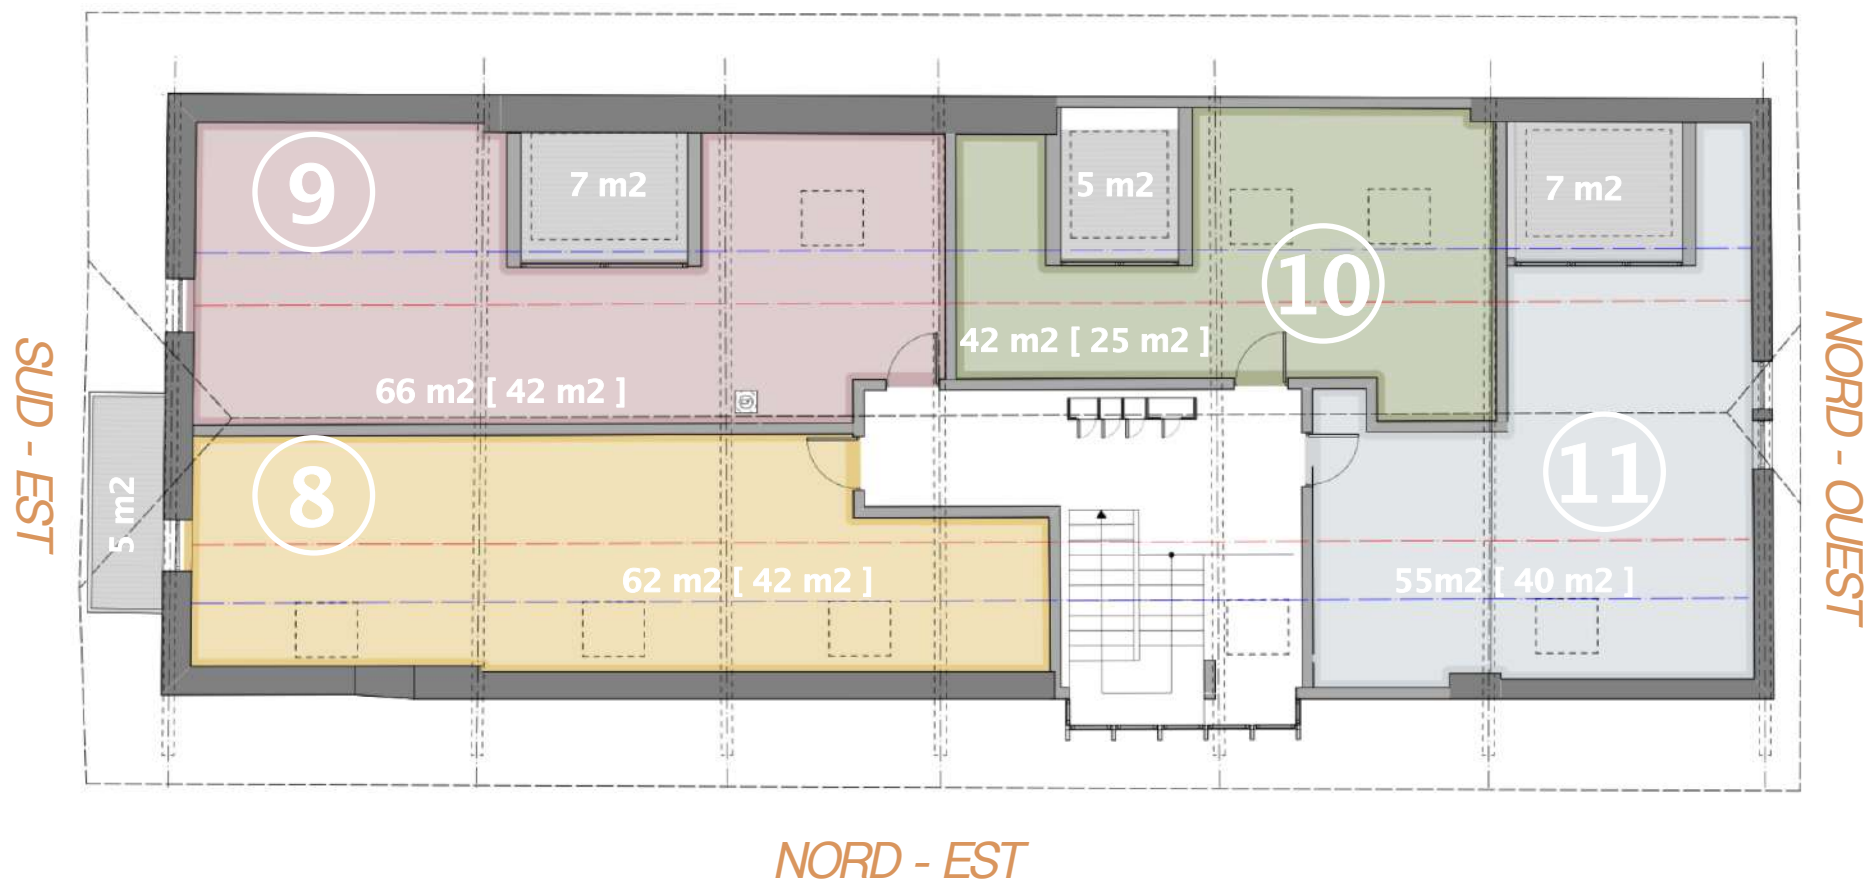 9
7 m2
5 m2
7 m2
10
42 m2 [ 25 m2 ]
66 m2 [ 42 m2 ]
SUD - EST
NORD - OUEST
8
11
5 m2
62 m2 [ 42 m2 ]
55m2 [ 40 m2 ]
NORD - EST